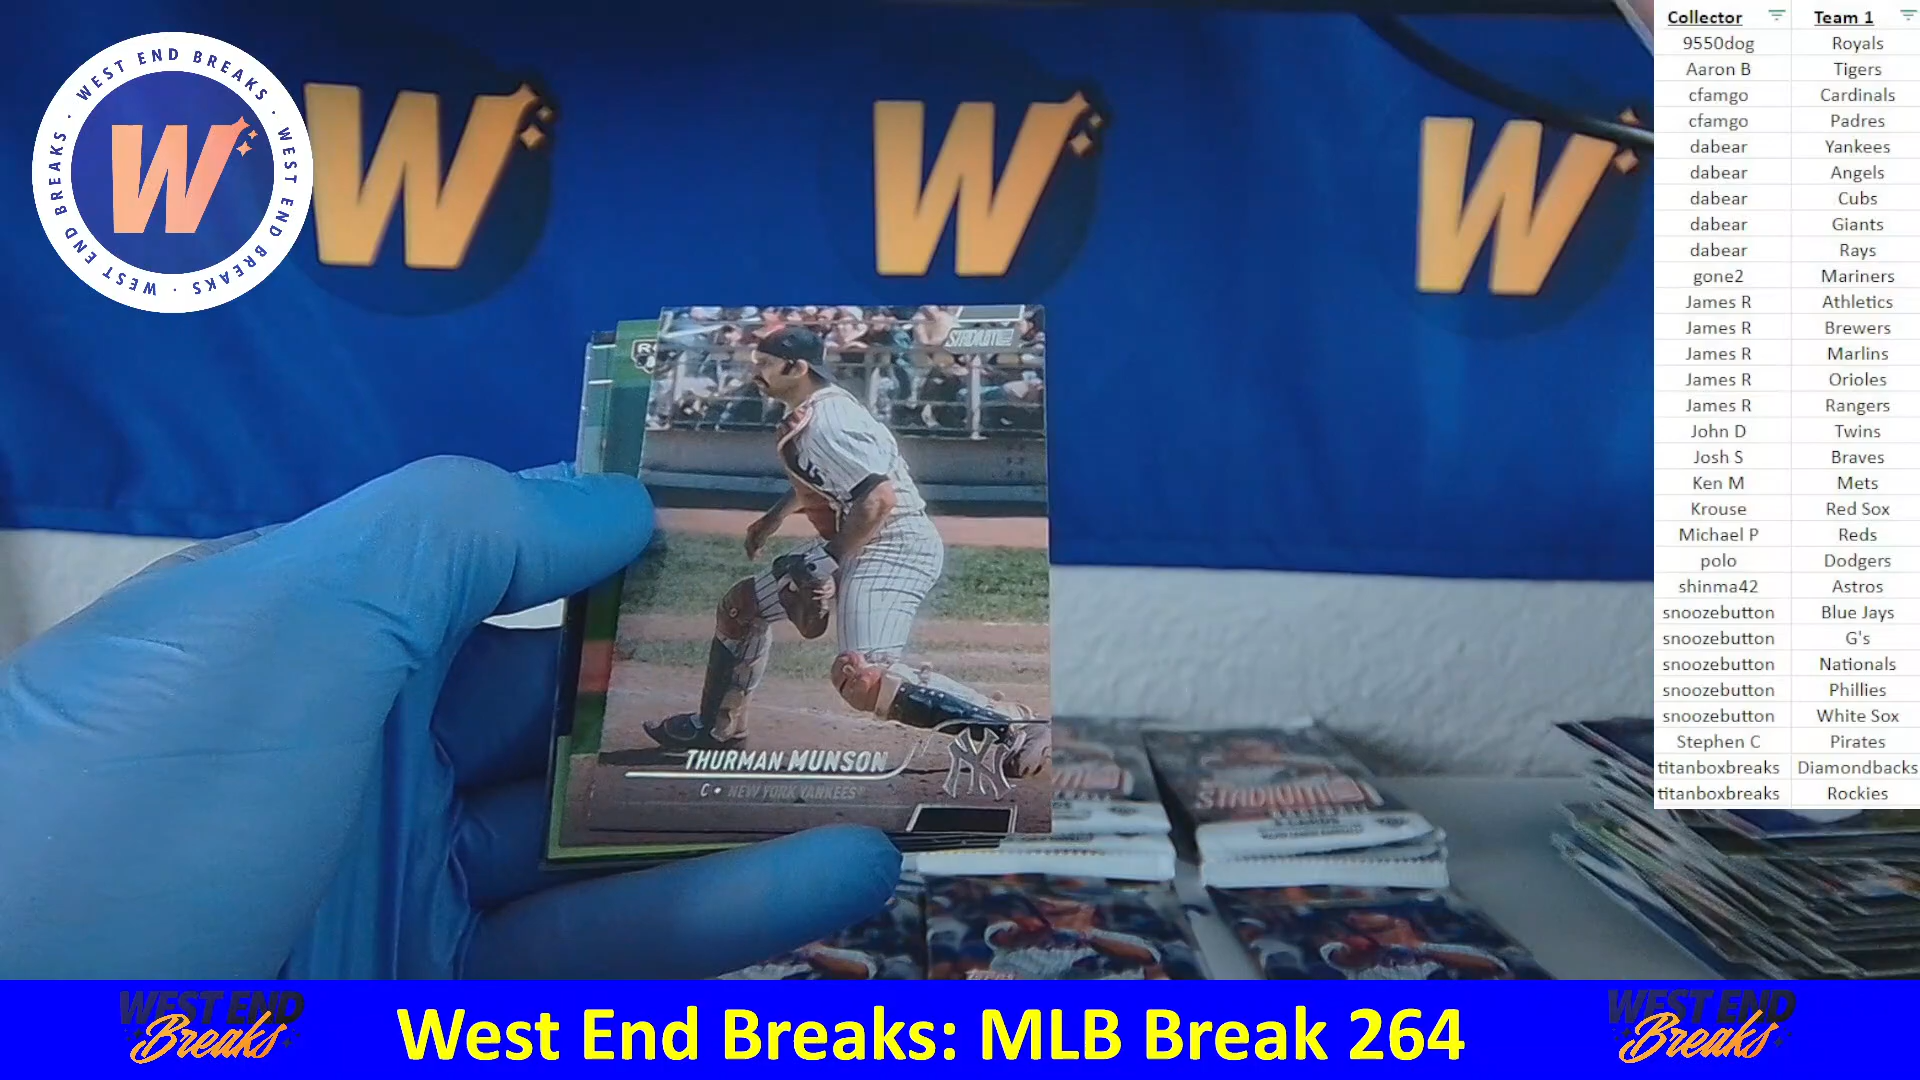 Collector Team 1
9550dog Royals
Aaron B Tigers
cfamgo Cardinals
cfamgo Padres
dabear Yankees
dabear Angels
dabear Cubs
dabear Giants
dabear Rays
gone2 Mariners
James R Athletics
James R Brewers
James R Marlins
James R Orioles
James R Rangers
John D Twins
Josh S Braves
Ken M Mets
Krouse Red Sox
Michael P Reds
polo Dodgers
shinma42 Astros
snoozebutton Blue Jays
snoozebutton G's
snoozebutton Nationals
snoozebutton Phillies
snoozebutton White Sox
Stephen C Pirates
titanboxbreaks Diamondbacks
titanboxbreaks Rockies
· WEST END BREAKS · WEST END BREAKS · WEST END BREAKS
W
W
W
W
STADIUM
THURMAN MUNSON
C • NEW YORK YANKEES
NY
STADIUM
WEST END
Breaks
West End Breaks: MLB Break 264
WEST END
Breaks